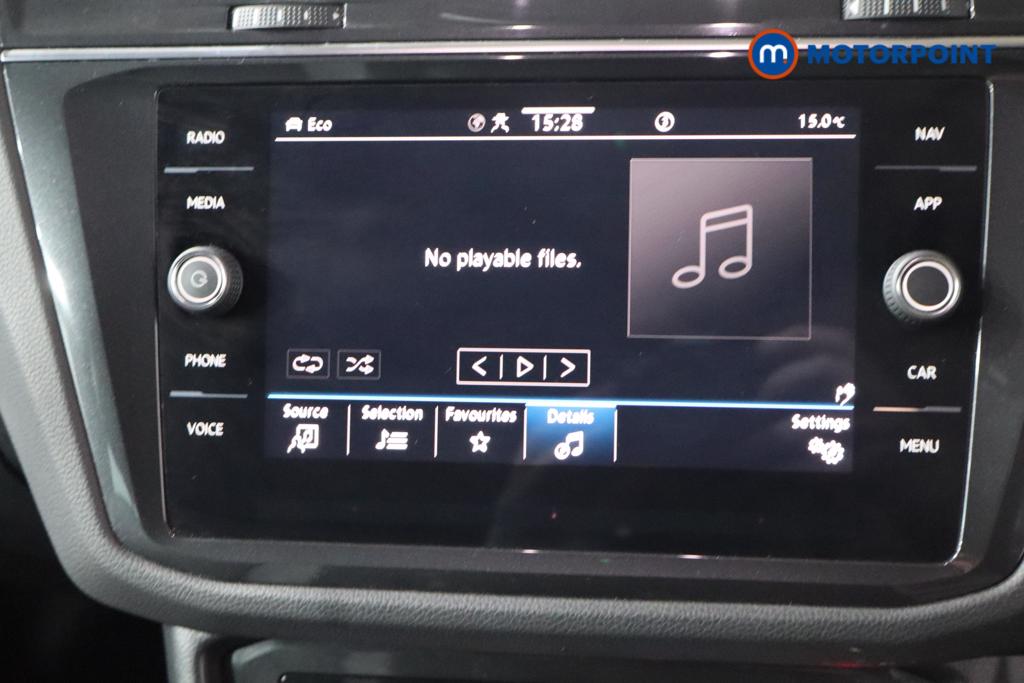 m MOTORPOINT
Eco 15:28 15.0°C
RADIO
MEDIA
PHONE
VOICE
No playable files.
Source Selection Favourites Details Settings
NAV
APP
CAR
MENU